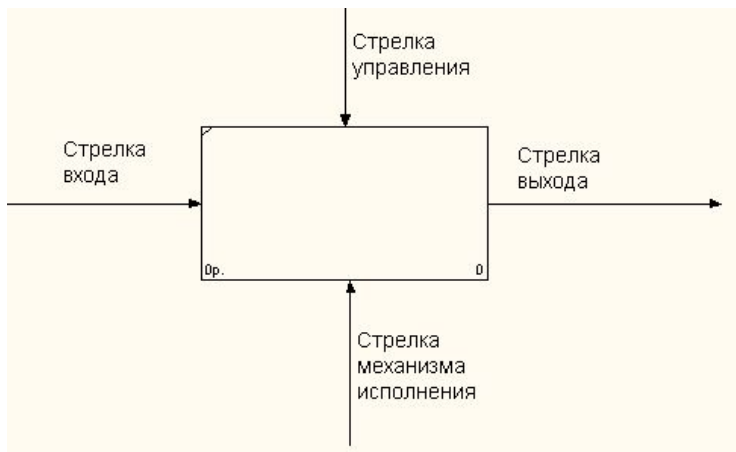 Стрелка
управления
Стрелка
входа
Стрелка
выхода
0р.
0
Стрелка
механизма
исполнения